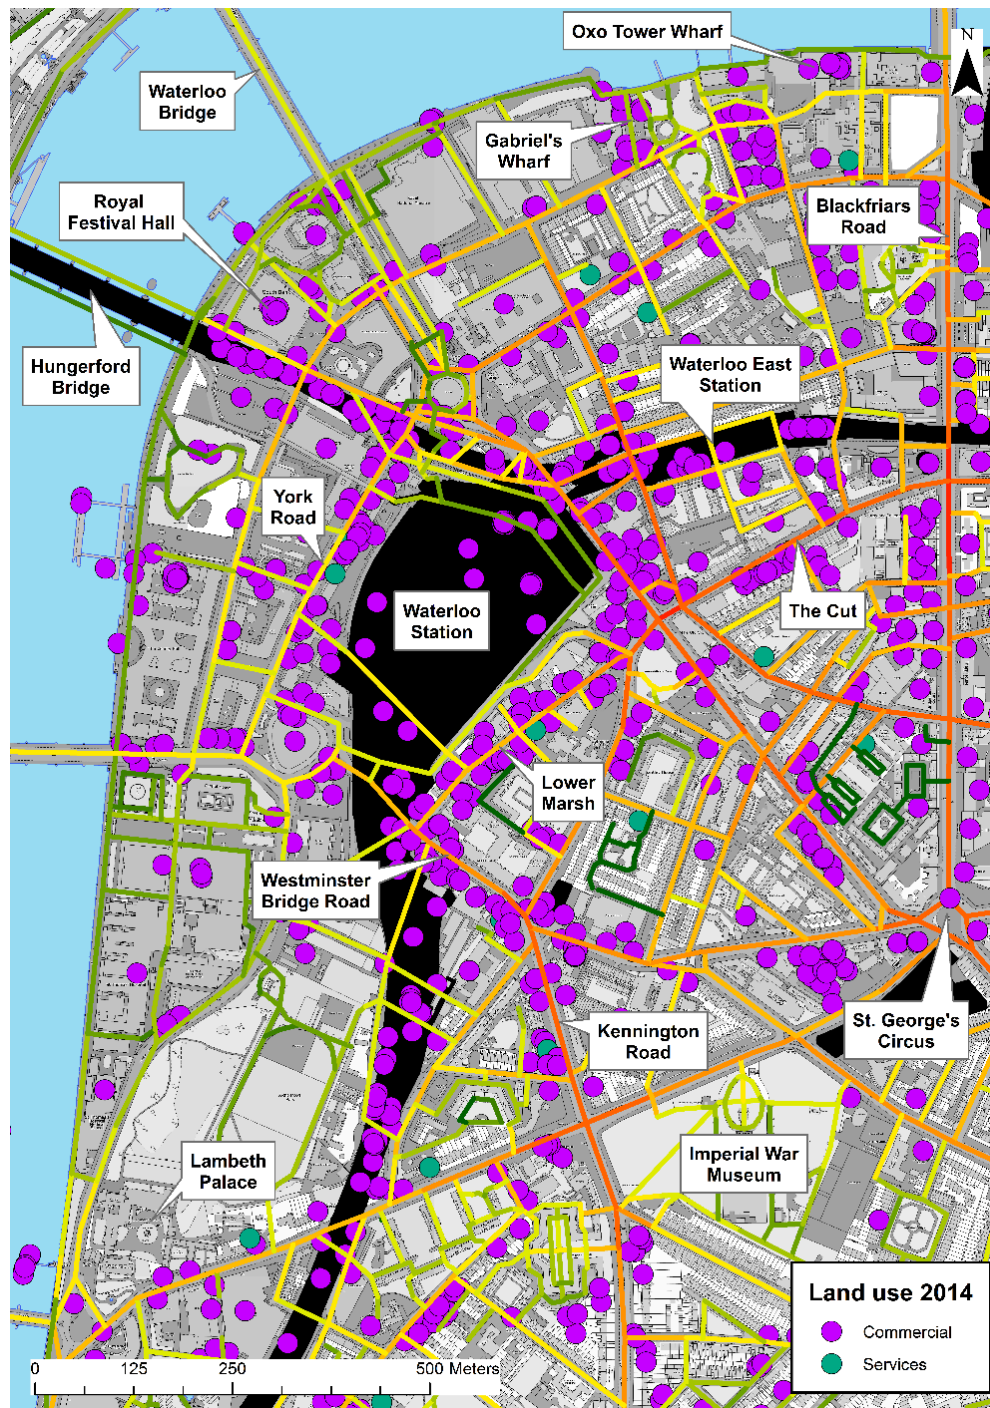 Oxo Tower Wharf
N
Waterloo
Bridge
Gabriel's
Wharf
Royal
Festival Hall
Blackfriars
Road
Hungerford
Bridge
Waterloo East
Station
York
Road
Waterloo
Station
The Cut
Lower
Marsh
Westminster
Bridge Road
St. George's
Circus
Kennington
Road
Imperial War
Museum
Lambeth
Palace
Land use 2014
Commercial
Services
0 125 250 500 Meters